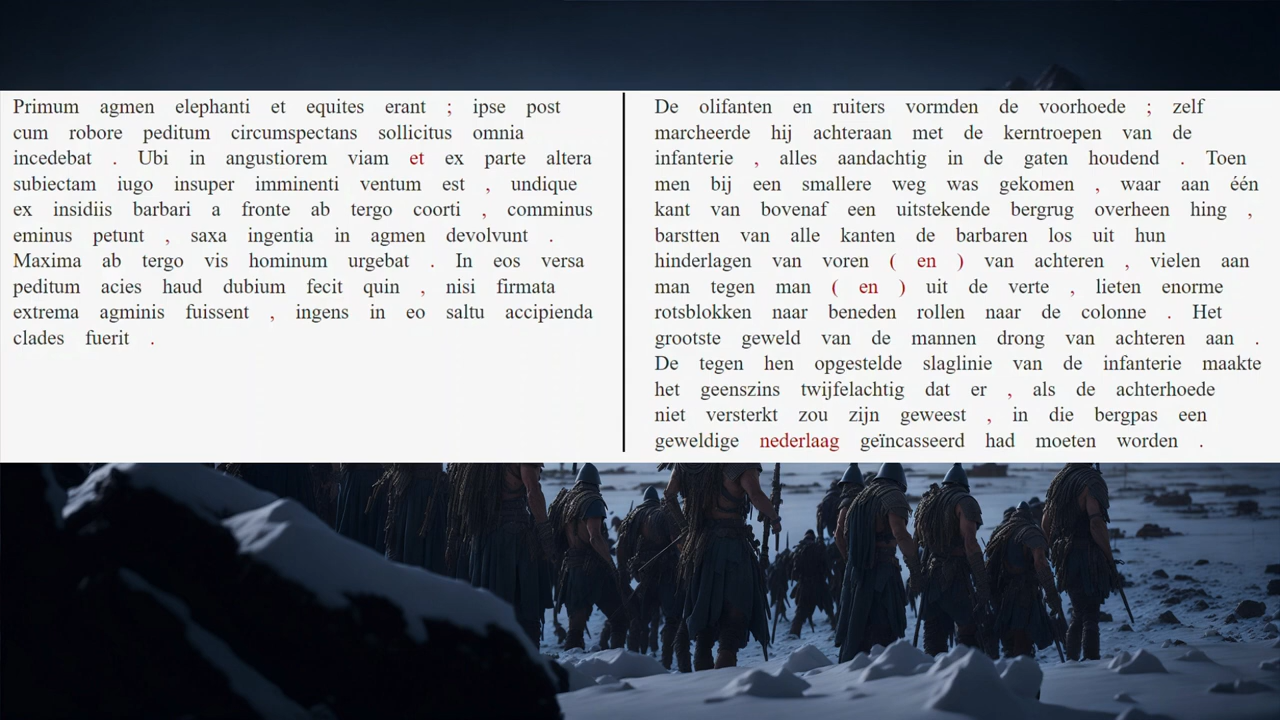 Primum agmen elephanti et equites erant ; ipse post
cum robore peditum circumspectans sollicitus omnia
incedebat . Ubi in angustiorem viam et ex parte altera
subiectam iugo insuper imminenti ventum est , undique
ex insidiis barbari a fronte ab tergo coorti , comminus
eminus petunt , saxa ingentia in agmen devolvunt .
Maxima ab tergo vis hominum urgebat . In eos versa
peditum acies haud dubium fecit quin , nisi firmata
extrema agminis fuissent , ingens in eo saltu accipienda
clades fuerit .
De olifanten en ruiters vormden de voorhoede ; zelf
marcheerde hij achteraan met de kerntroepen van de
infanterie , alles aandachtig in de gaten houdend . Toen
men bij een smallere weg was gekomen , waar aan één
kant van bovenaf een uitstekende bergrug overheen hing ,
barstten van alle kanten de barbaren los uit hun
hinderlagen van voren ( en ) van achteren , vielen aan
man tegen man ( en ) uit de verte , lieten enorme
rotsblokken naar beneden rollen naar de colonne . Het
grootste geweld van de mannen drong van achteren aan .
De tegen hen opgestelde slaglinie van de infanterie maakte
het geenszins twijfelachtig dat er , als de achterhoede
niet versterkt zou zijn geweest , in die bergpas een
geweldige nederlaag geïncasseerd had moeten worden .